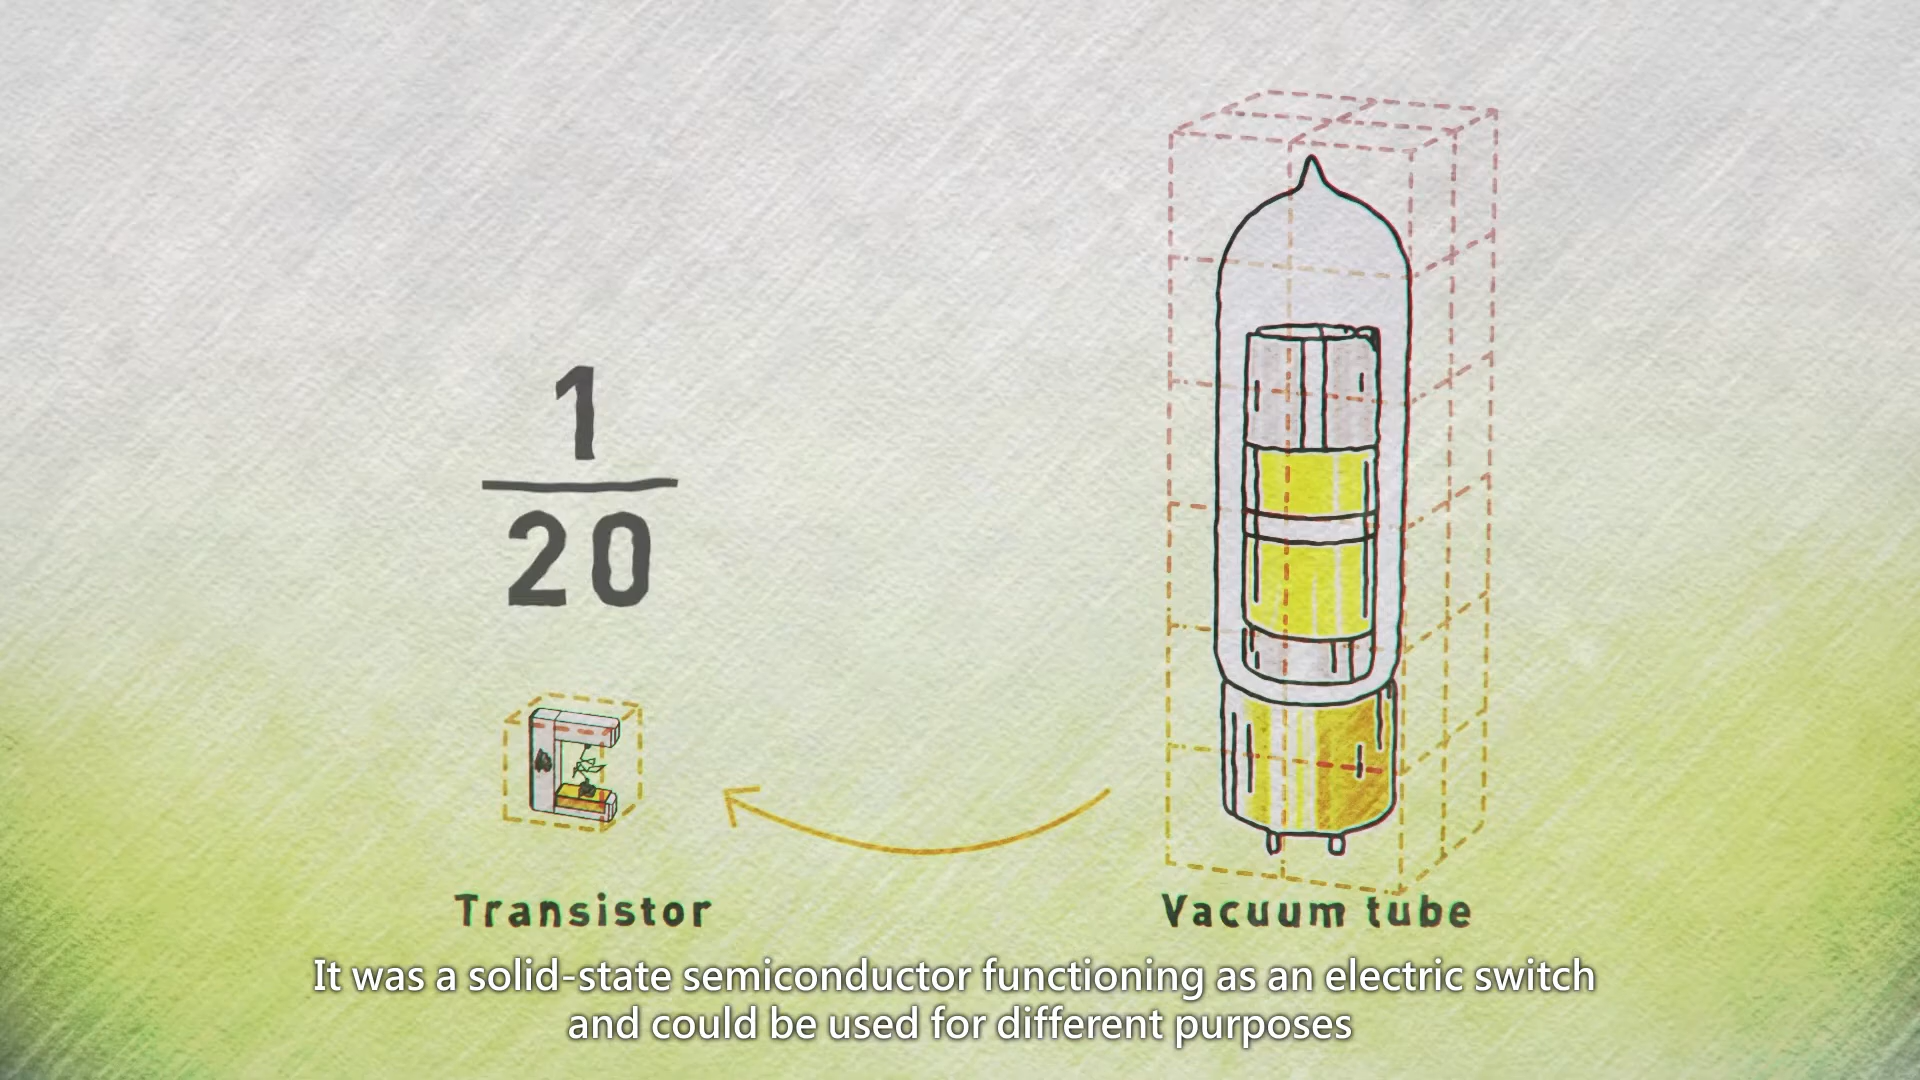 1
20
Transistor
Vacuum tube
It was a solid-state semiconductor functioning as an electric switch
and could be used for different purposes